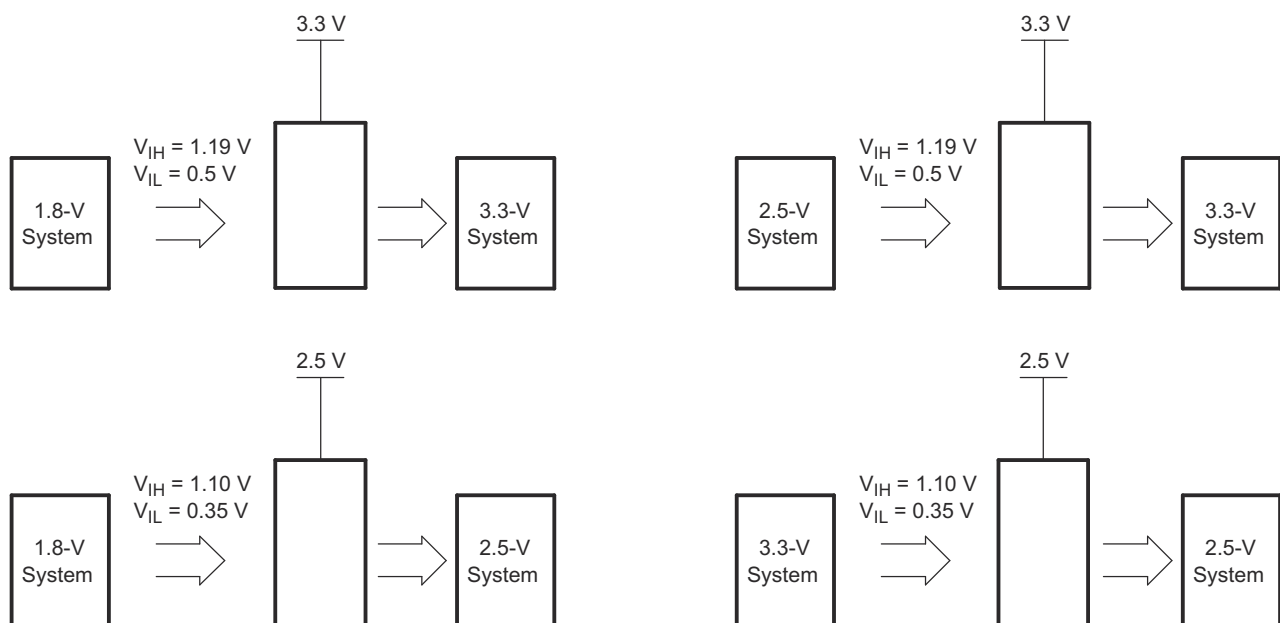 3.3 V
V_IH = 1.19 V
V_IL = 0.5 V
1.8-V
System
3.3-V
System
3.3 V
V_IH = 1.19 V
V_IL = 0.5 V
2.5-V
System
3.3-V
System
2.5 V
V_IH = 1.10 V
V_IL = 0.35 V
1.8-V
System
2.5-V
System
2.5 V
V_IH = 1.10 V
V_IL = 0.35 V
3.3-V
System
2.5-V
System